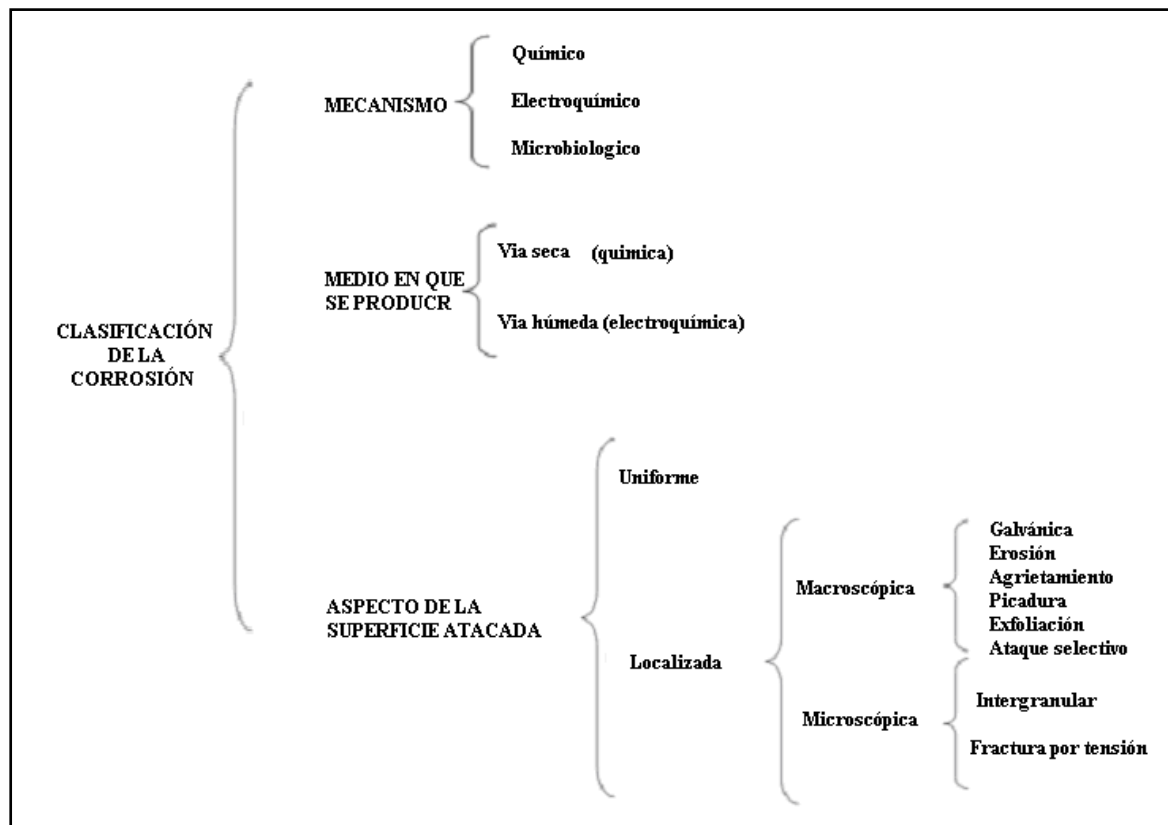 CLASIFICACIÓN
DE LA
CORROSIÓN
MECANISMO
Químico
Electroquímico
Microbiologico
MEDIO EN QUE
SE PRODUCR
Via seca (quimica)
Via húmeda (electroquímica)
ASPECTO DE LA
SUPERFICIE ATACADA
Uniforme
Localizada
Macroscópica
Galvánica
Erosión
Agrietamiento
Picadura
Exfoliación
Ataque selectivo
Microscópica
Intergranular
Fractura por tensión